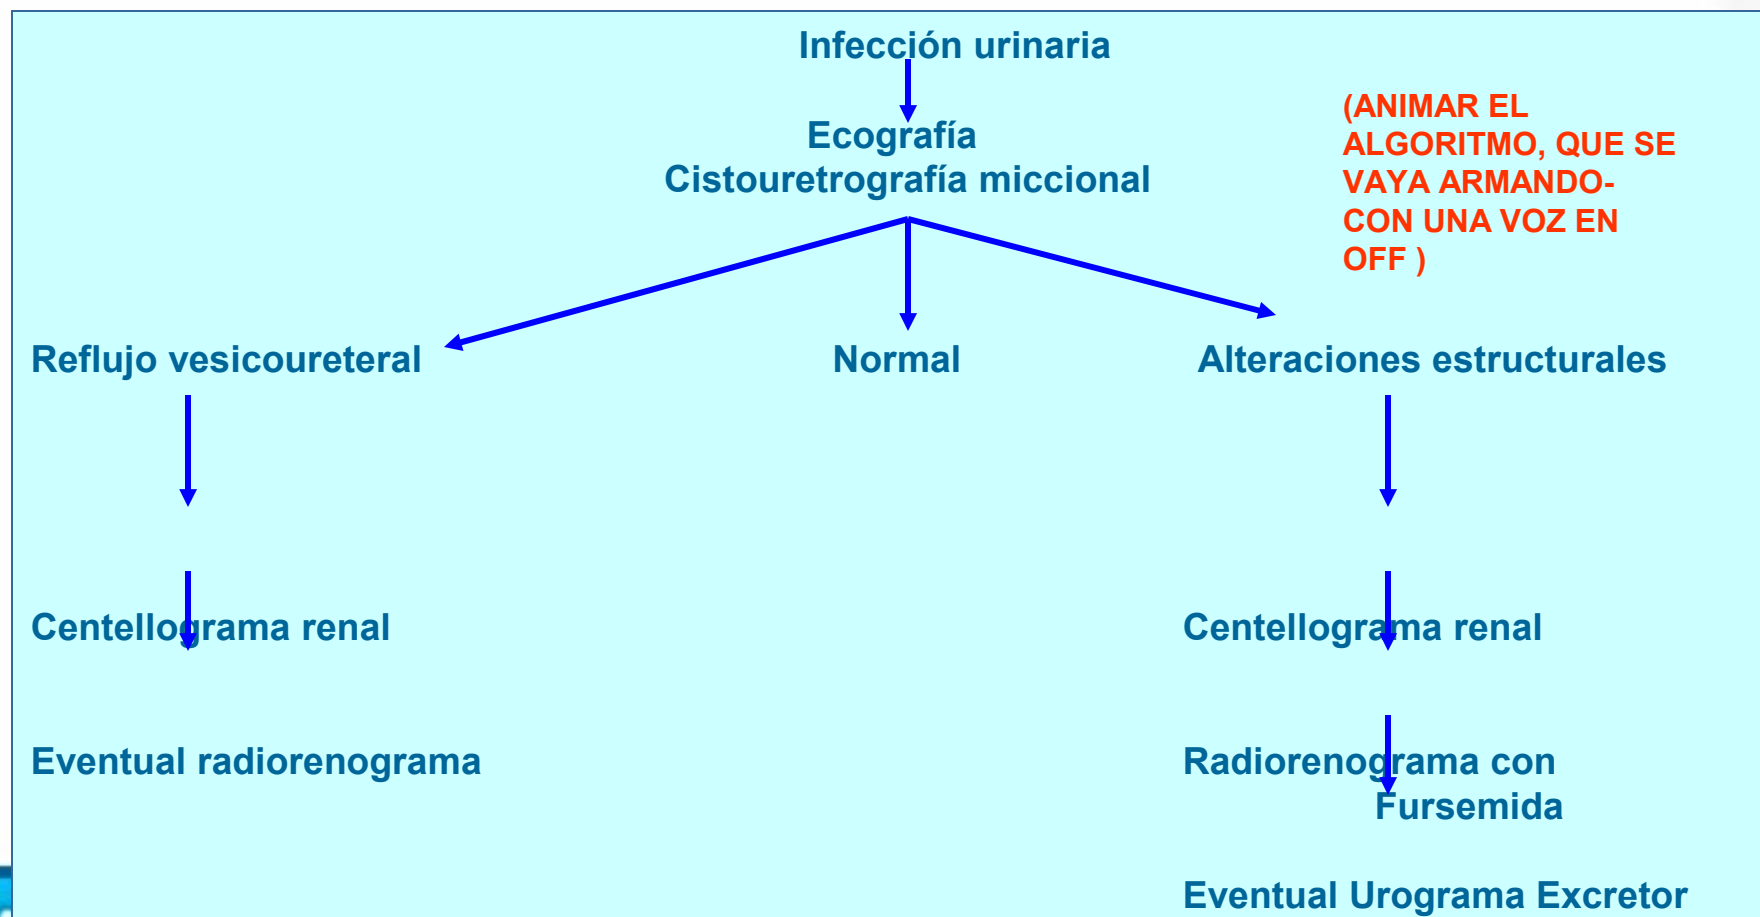 Infección urinaria
Ecografía
Cistouretrografía miccional
(ANIMAR EL
ALGORITMO, QUE SE
VAYA ARMANDO-
CON UNA VOZ EN
OFF )
Reflujo vesicoureteral
Normal
Alteraciones estructurales
Centellograma renal
Centellograma renal
Eventual radiorenograma
Radiorenograma con
Fursemida
Eventual Urograma Excretor